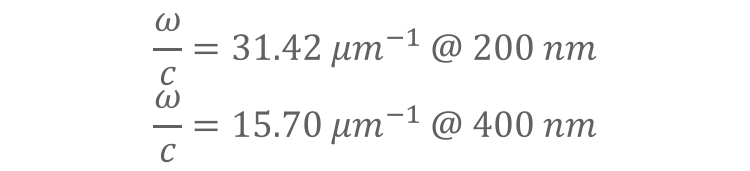 ω/c = 31.42 μm⁻¹ @ 200 nm
ω/c = 15.70 μm⁻¹ @ 400 nm